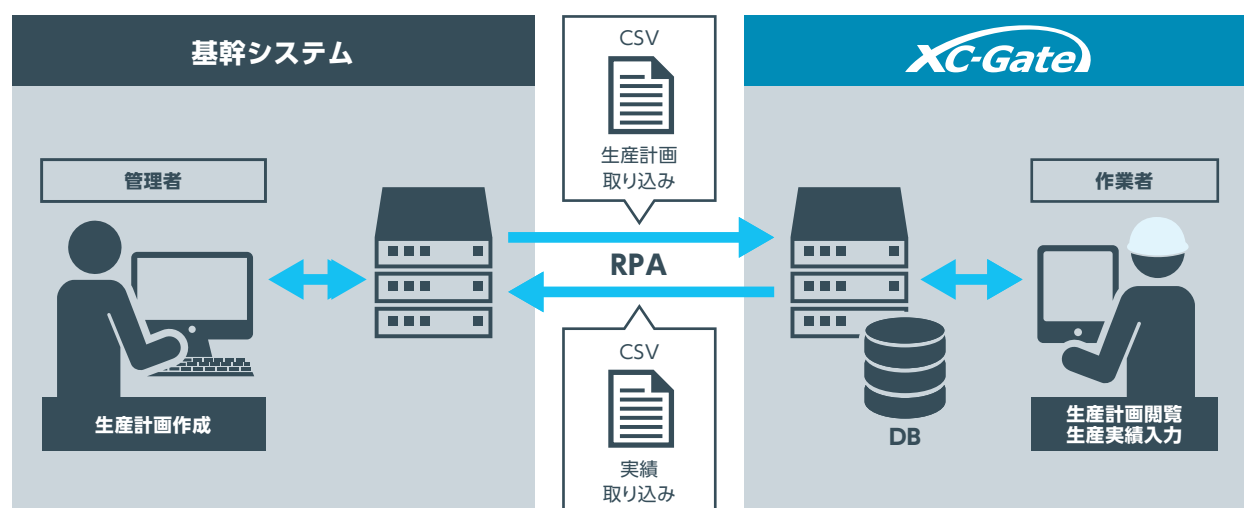 基幹システム
CSV
生産計画
取り込み
XC-Gate
管理者
作業者
RPA
生産計画作成
CSV
実績
取り込み
DB
生産計画閲覧
生産実績入力